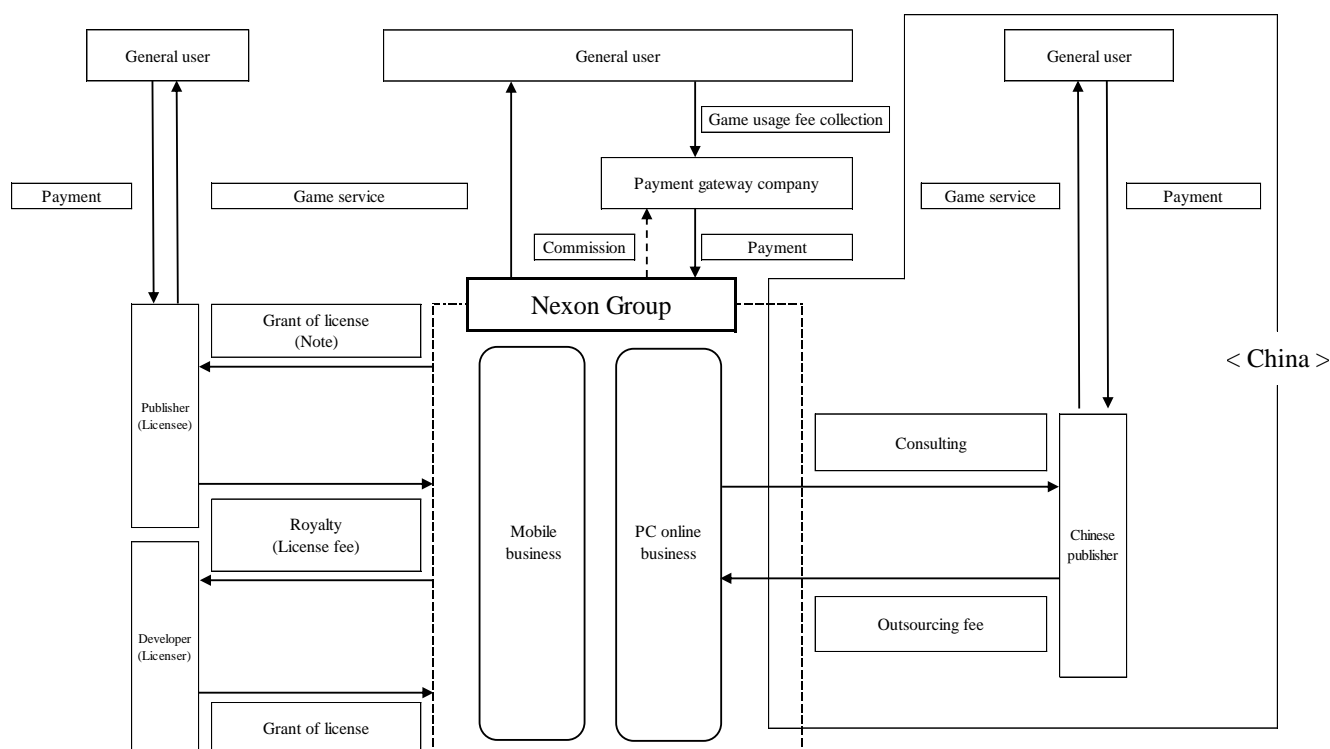 General user
General user
General user
Game usage fee collection
Payment gateway company
Payment
Game service
Game service
Payment
Commission
Payment
Nexon Group
Grant of license
(Note)
< China >
Publisher
(Licensee)
Consulting
Royalty
(License fee)
Mobile
business
PC online
business
Chinese
publisher
Developer
(Licenser)
Outsourcing fee
Grant of license